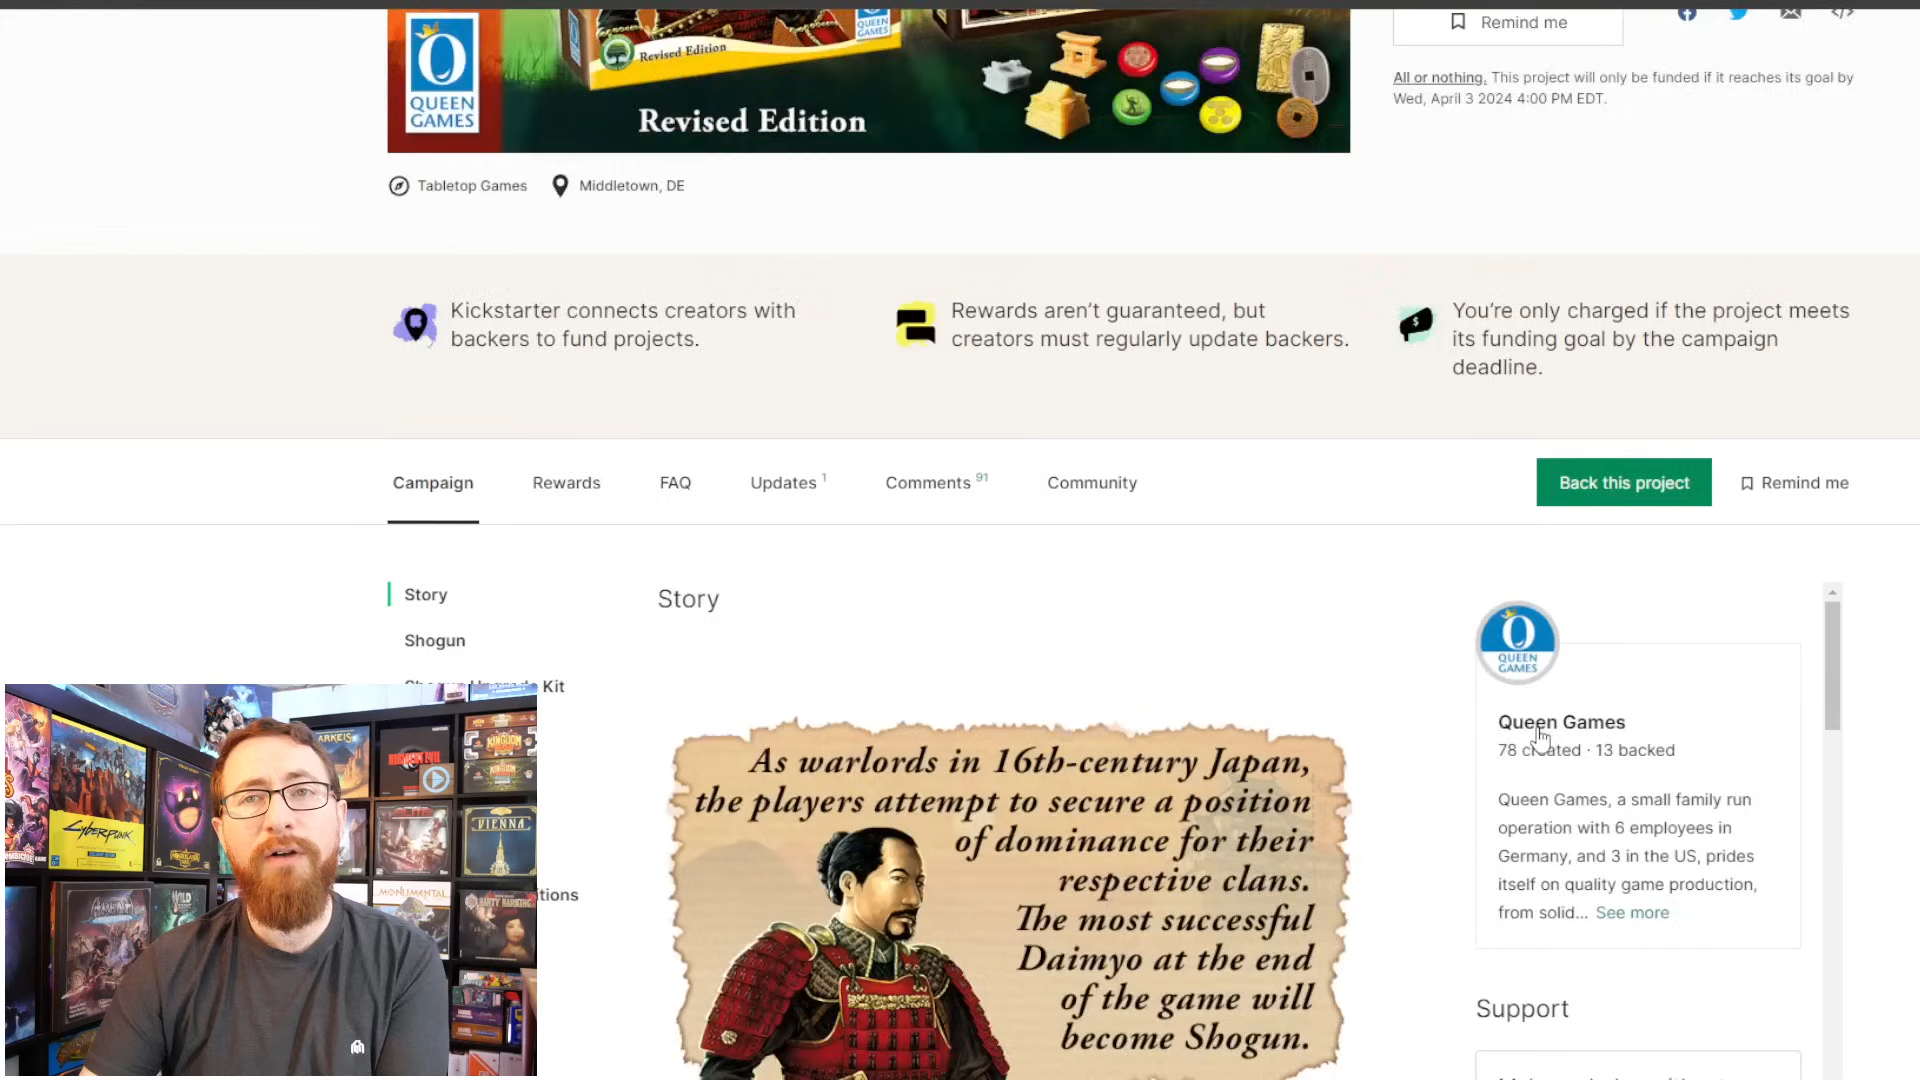 Remind me
QUEEN
GAMES
Revised Edition
QUEEN
GAMES
Revised Edition
All or nothing. This project will only be funded if it reaches its goal by
Wed, April 3 2024 4:00 PM EDT.
Tabletop Games
Middletown, DE
Kickstarter connects creators with
backers to fund projects.
Rewards aren't guaranteed, but
creators must regularly update backers.
You're only charged if the project meets
its funding goal by the campaign
deadline.
Campaign
Rewards
FAQ
Updates 1
Comments 91
Community
Back this project
Remind me
Story
Shogun
Kit
Story
As warlords in 16th-century Japan,
the players attempt to secure a position
of dominance for their
respective clans.
The most successful
Daimyo at the end
of the game will
become Shogun.
QUEEN
GAMES
Queen Games
78 created · 13 backed
Queen Games, a small family run
operation with 6 employees in
Germany, and 3 in the US, prides
itself on quality game production,
from solid... See more
Support
CYBERPUNK
KINGDOM
VIENNA
MONUMENTAL
WILD